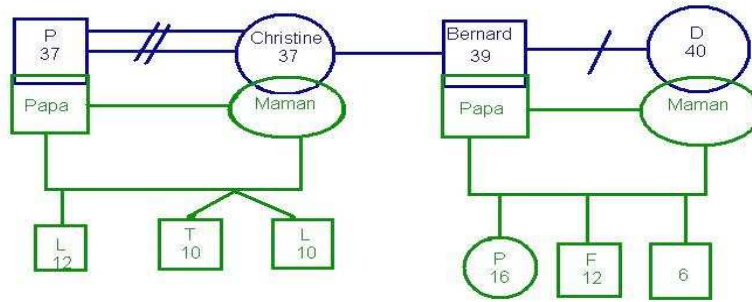 P
37
Christine
37
Bernard
39
D
40
Papa
Maman
Papa
Maman
L
12
T
10
L
10
P
16
F
12
6